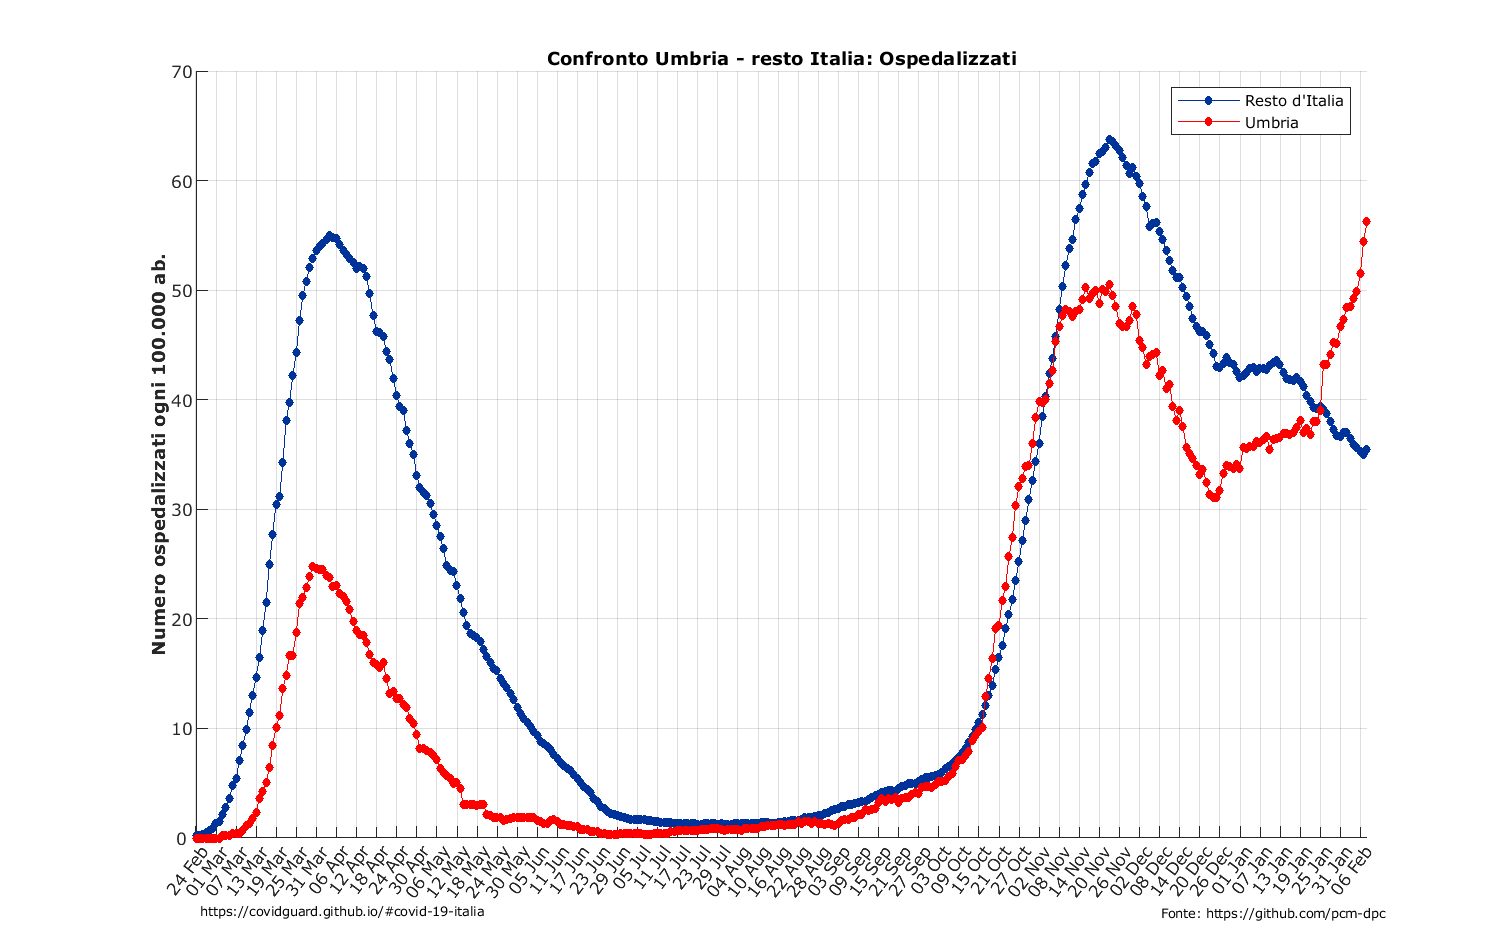 Confronto Umbria - resto Italia: Ospedalizzati
Resto d'Italia
Umbria
Numero ospedalizzati ogni 100.000 ab.
70
60
50
40
30
20
10
0
24 Feb
01 Mar
07 Mar
13 Mar
19 Mar
25 Mar
31 Mar
06 Apr
12 Apr
18 Apr
24 Apr
30 Apr
06 May
12 May
18 May
24 May
30 May
05 Jun
11 Jun
17 Jun
23 Jun
29 Jun
05 Jul
11 Jul
17 Jul
23 Jul
29 Jul
04 Aug
10 Aug
16 Aug
22 Aug
28 Aug
03 Sep
09 Sep
15 Sep
21 Sep
27 Sep
03 Oct
09 Oct
15 Oct
21 Oct
27 Oct
02 Nov
08 Nov
14 Nov
20 Nov
26 Nov
02 Dec
08 Dec
14 Dec
20 Dec
26 Dec
01 Jan
07 Jan
13 Jan
19 Jan
25 Jan
31 Jan
06 Feb
https://covidguard.github.io/#covid-19-italia
Fonte: https://github.com/pcm-dpc